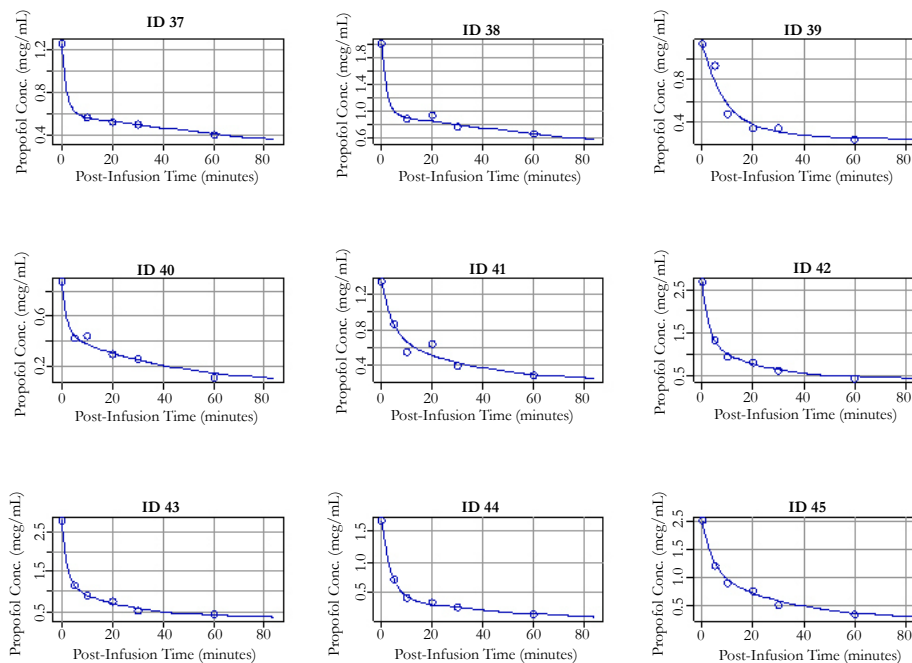 ID 37
Propofol Conc. (mcg/mL)
0.4 0.8 1.2
0 20 40 60 80
Post-Infusion Time (minutes)
ID 38
Propofol Conc. (mcg/mL)
0.6 1.0 1.4 1.8
0 20 40 60 80
Post-Infusion Time (minutes)
ID 39
Propofol Conc. (mcg/mL)
0.4 0.8
0 20 40 60 80
Post-Infusion Time (minutes)
ID 40
Propofol Conc. (mcg/mL)
0.2 0.6
0 20 40 60 80
Post-Infusion Time (minutes)
ID 41
Propofol Conc. (mcg/mL)
0.4 0.8 1.2
0 20 40 60 80
Post-Infusion Time (minutes)
ID 42
Propofol Conc. (mcg/mL)
0.5 1.5 2.5
0 20 40 60 80
Post-Infusion Time (minutes)
ID 43
Propofol Conc. (mcg/mL)
0.5 1.5 2.5
0 20 40 60 80
Post-Infusion Time (minutes)
ID 44
Propofol Conc. (mcg/mL)
0.5 1.0 1.5
0 20 40 60 80
Post-Infusion Time (minutes)
ID 45
Propofol Conc. (mcg/mL)
0.5 1.0 1.5 2.5
0 20 40 60 80
Post-Infusion Time (minutes)